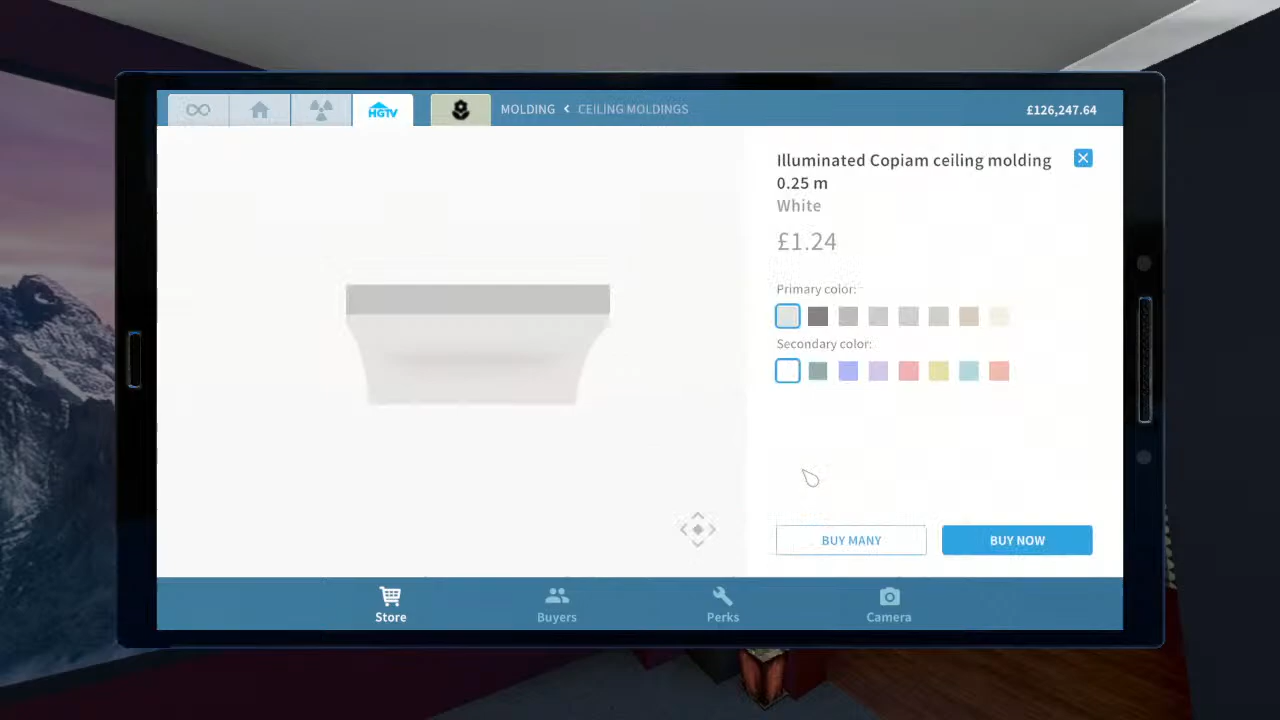 HGTV
MOLDING < CEILING MOLDINGS
£126,247.64
Illuminated Copiam ceiling molding
0.25 m
White
£1.24
Primary color:
Secondary color:
BUY MANY
BUY NOW
Store
Buyers
Perks
Camera